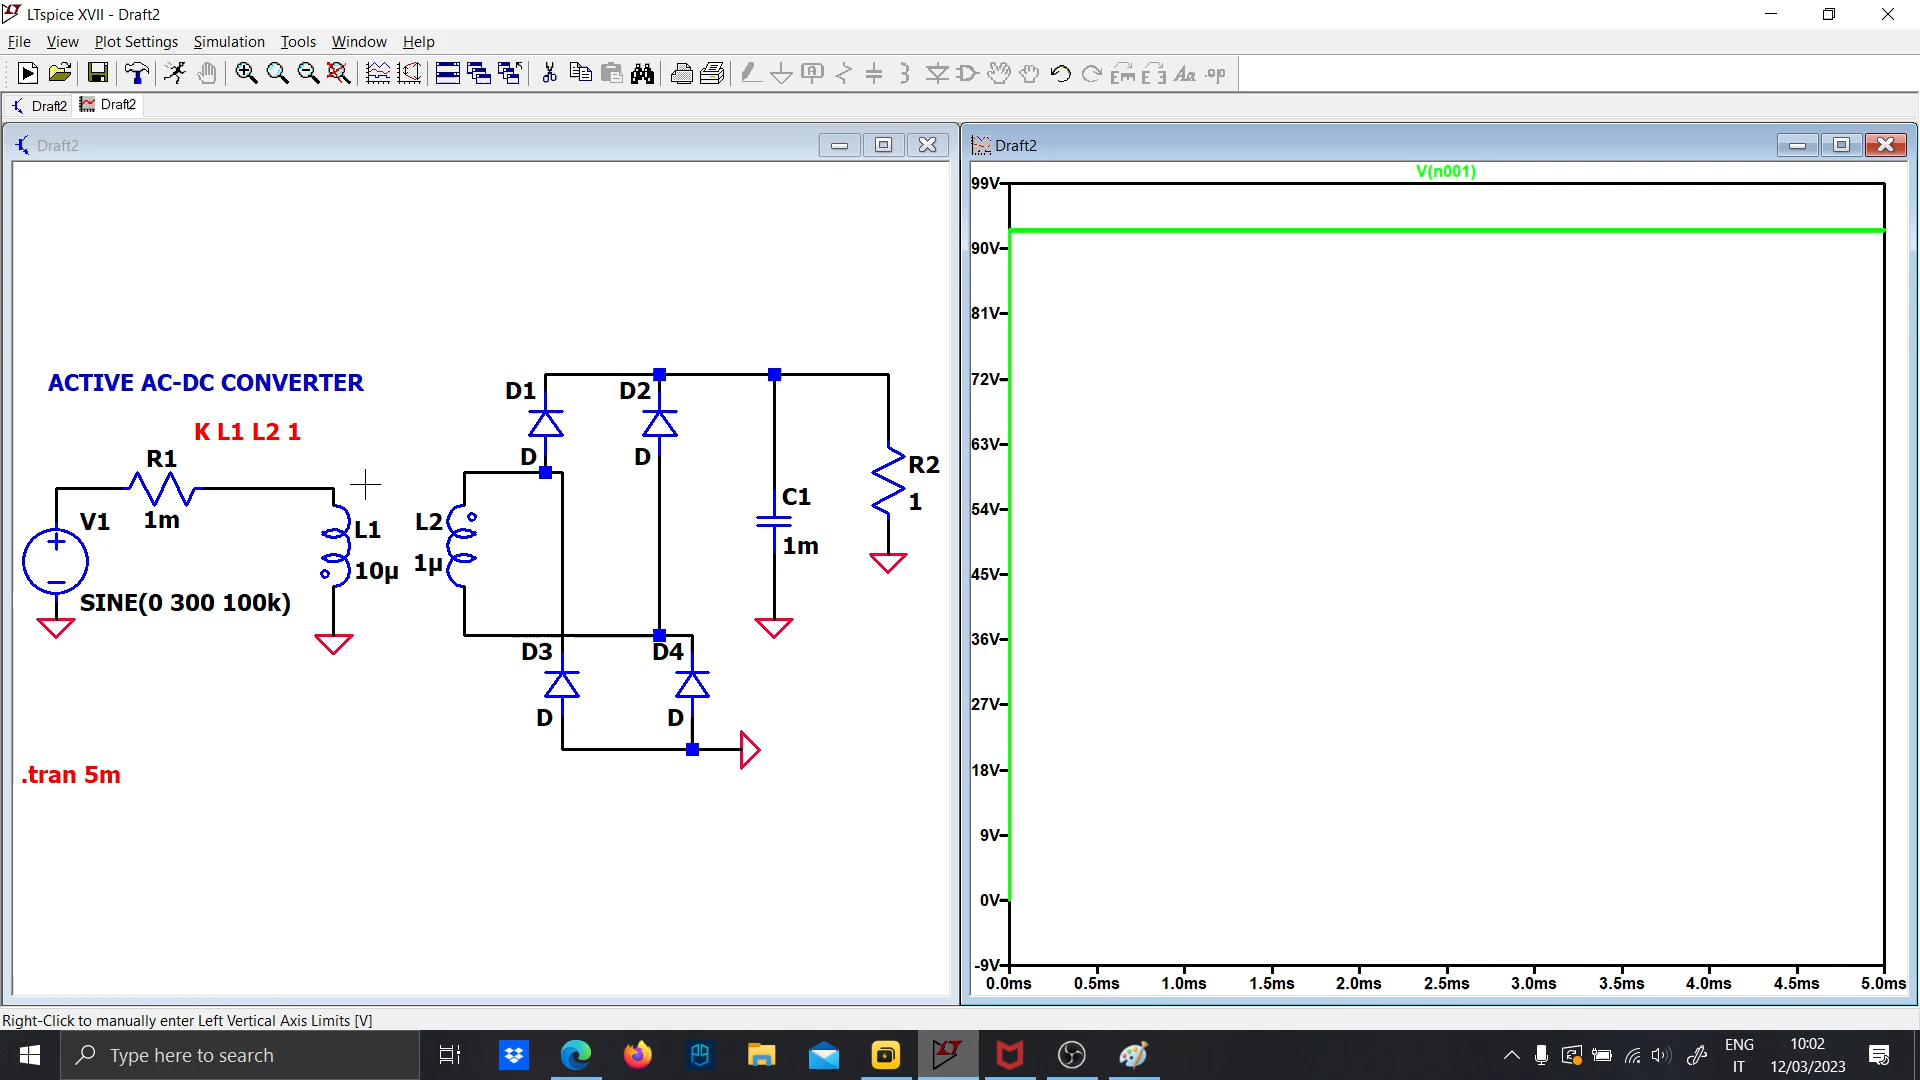 LTspice XVII - Draft2
File View Plot Settings Simulation Tools Window Help
Draft2 Draft2
Draft2
ACTIVE AC-DC CONVERTER
K L1 L2 1
R1
1m
V1
SINE(0 300 100k)
L1
10µ
L2
1µ
D1
D
D2
D
D3
D
D4
D
C1
1m
R2
1
.tran 5m
Draft2
V(n001)
99V
90V
81V
72V
63V
54V
45V
36V
27V
18V
9V
0V
-9V
0.0ms 0.5ms 1.0ms 1.5ms 2.0ms 2.5ms 3.0ms 3.5ms 4.0ms 4.5ms 5.0ms
Right-Click to manually enter Left Vertical Axis Limits [V]
Type here to search
ENG
IT
10:02
12/03/2023